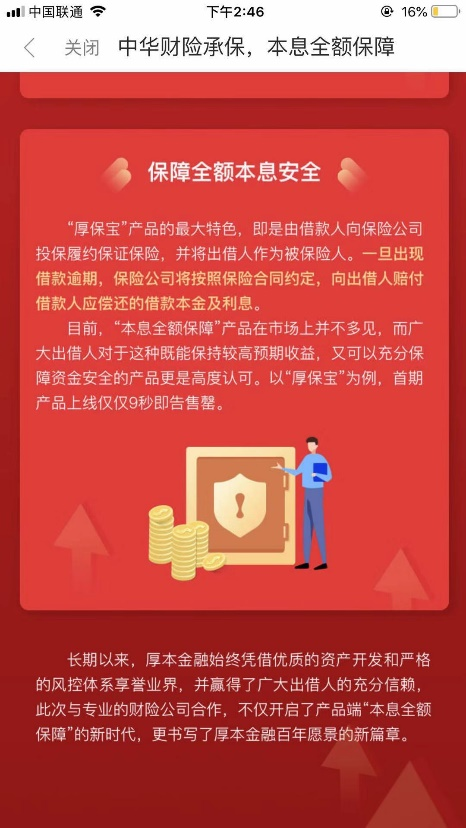 中国联通 下午2:46 16%
关闭 中华财险承保，本息全额保障
保障全额本息安全
“厚保宝”产品的最大特色，即是由借款人向保险公司
投保履约保证保险，并将出借人作为被保险人。一旦出现
借款逾期，保险公司将按照保险合同约定，向出借人赔付
借款人应偿还的借款本金及利息。
目前，“本息全额保障”产品在市场上并不多见，而广
大出借人对于这种既能保持较高预期收益，又可以充分保
障资金安全的产品更是高度认可。以“厚保宝”为例，首期
产品上线仅仅9秒即告售罄。
长期以来，厚本金融始终凭借优质的资产开发和严格
的风控体系享誉业界，并赢得了广大出借人的充分信赖，
此次与专业的财险公司合作，不仅开启了产品端“本息全额
保障”的新时代，更书写了厚本金融百年愿景的新篇章。